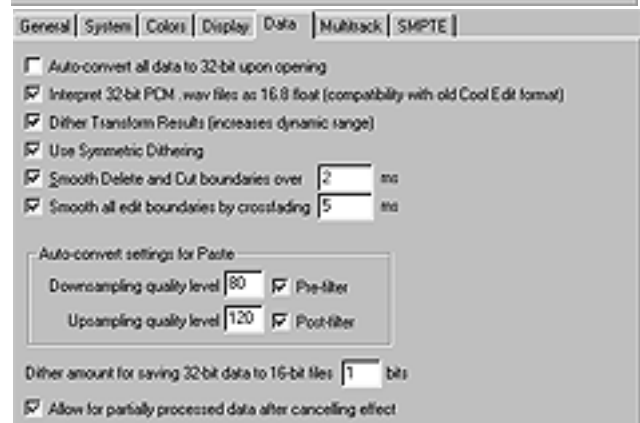 General System Colors Display Data Multitrack SMPTE
Auto-convert all data to 32-bit upon opening
Interpret 32-bit PCM .wav files as 16.8 float (compatibility with old Cool Edit format)
Dither Transform Results (increases dynamic range)
Use Symmetric Dithering
Smooth Delete and Cut boundaries over 2 ms
Smooth all edit boundaries by crossfading 5 ms
Auto-convert settings for Paste
Downsampling quality level 80 Pre-filter
Upsampling quality level 120 Post-filter
Dither amount for saving 32-bit data to 16-bit files 1 bits
Allow for partially processed data after cancelling effect